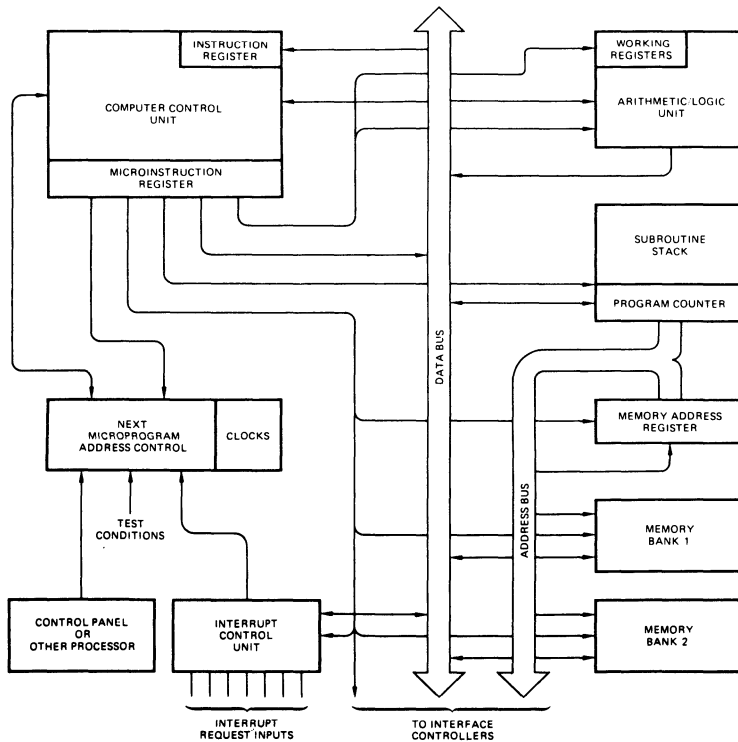 INSTRUCTION
REGISTER
COMPUTER CONTROL
UNIT
MICROINSTRUCTION
REGISTER
WORKING
REGISTERS
ARITHMETIC/LOGIC
UNIT
SUBROUTINE
STACK
PROGRAM COUNTER
DATA BUS
ADDRESS BUS
NEXT
MICROPROGRAM
ADDRESS CONTROL
CLOCKS
MEMORY ADDRESS
REGISTER
TEST
CONDITIONS
MEMORY
BANK 1
CONTROL PANEL
OR
OTHER PROCESSOR
INTERRUPT
CONTROL
UNIT
MEMORY
BANK 2
INTERRUPT
REQUEST INPUTS
TO INTERFACE
CONTROLLERS